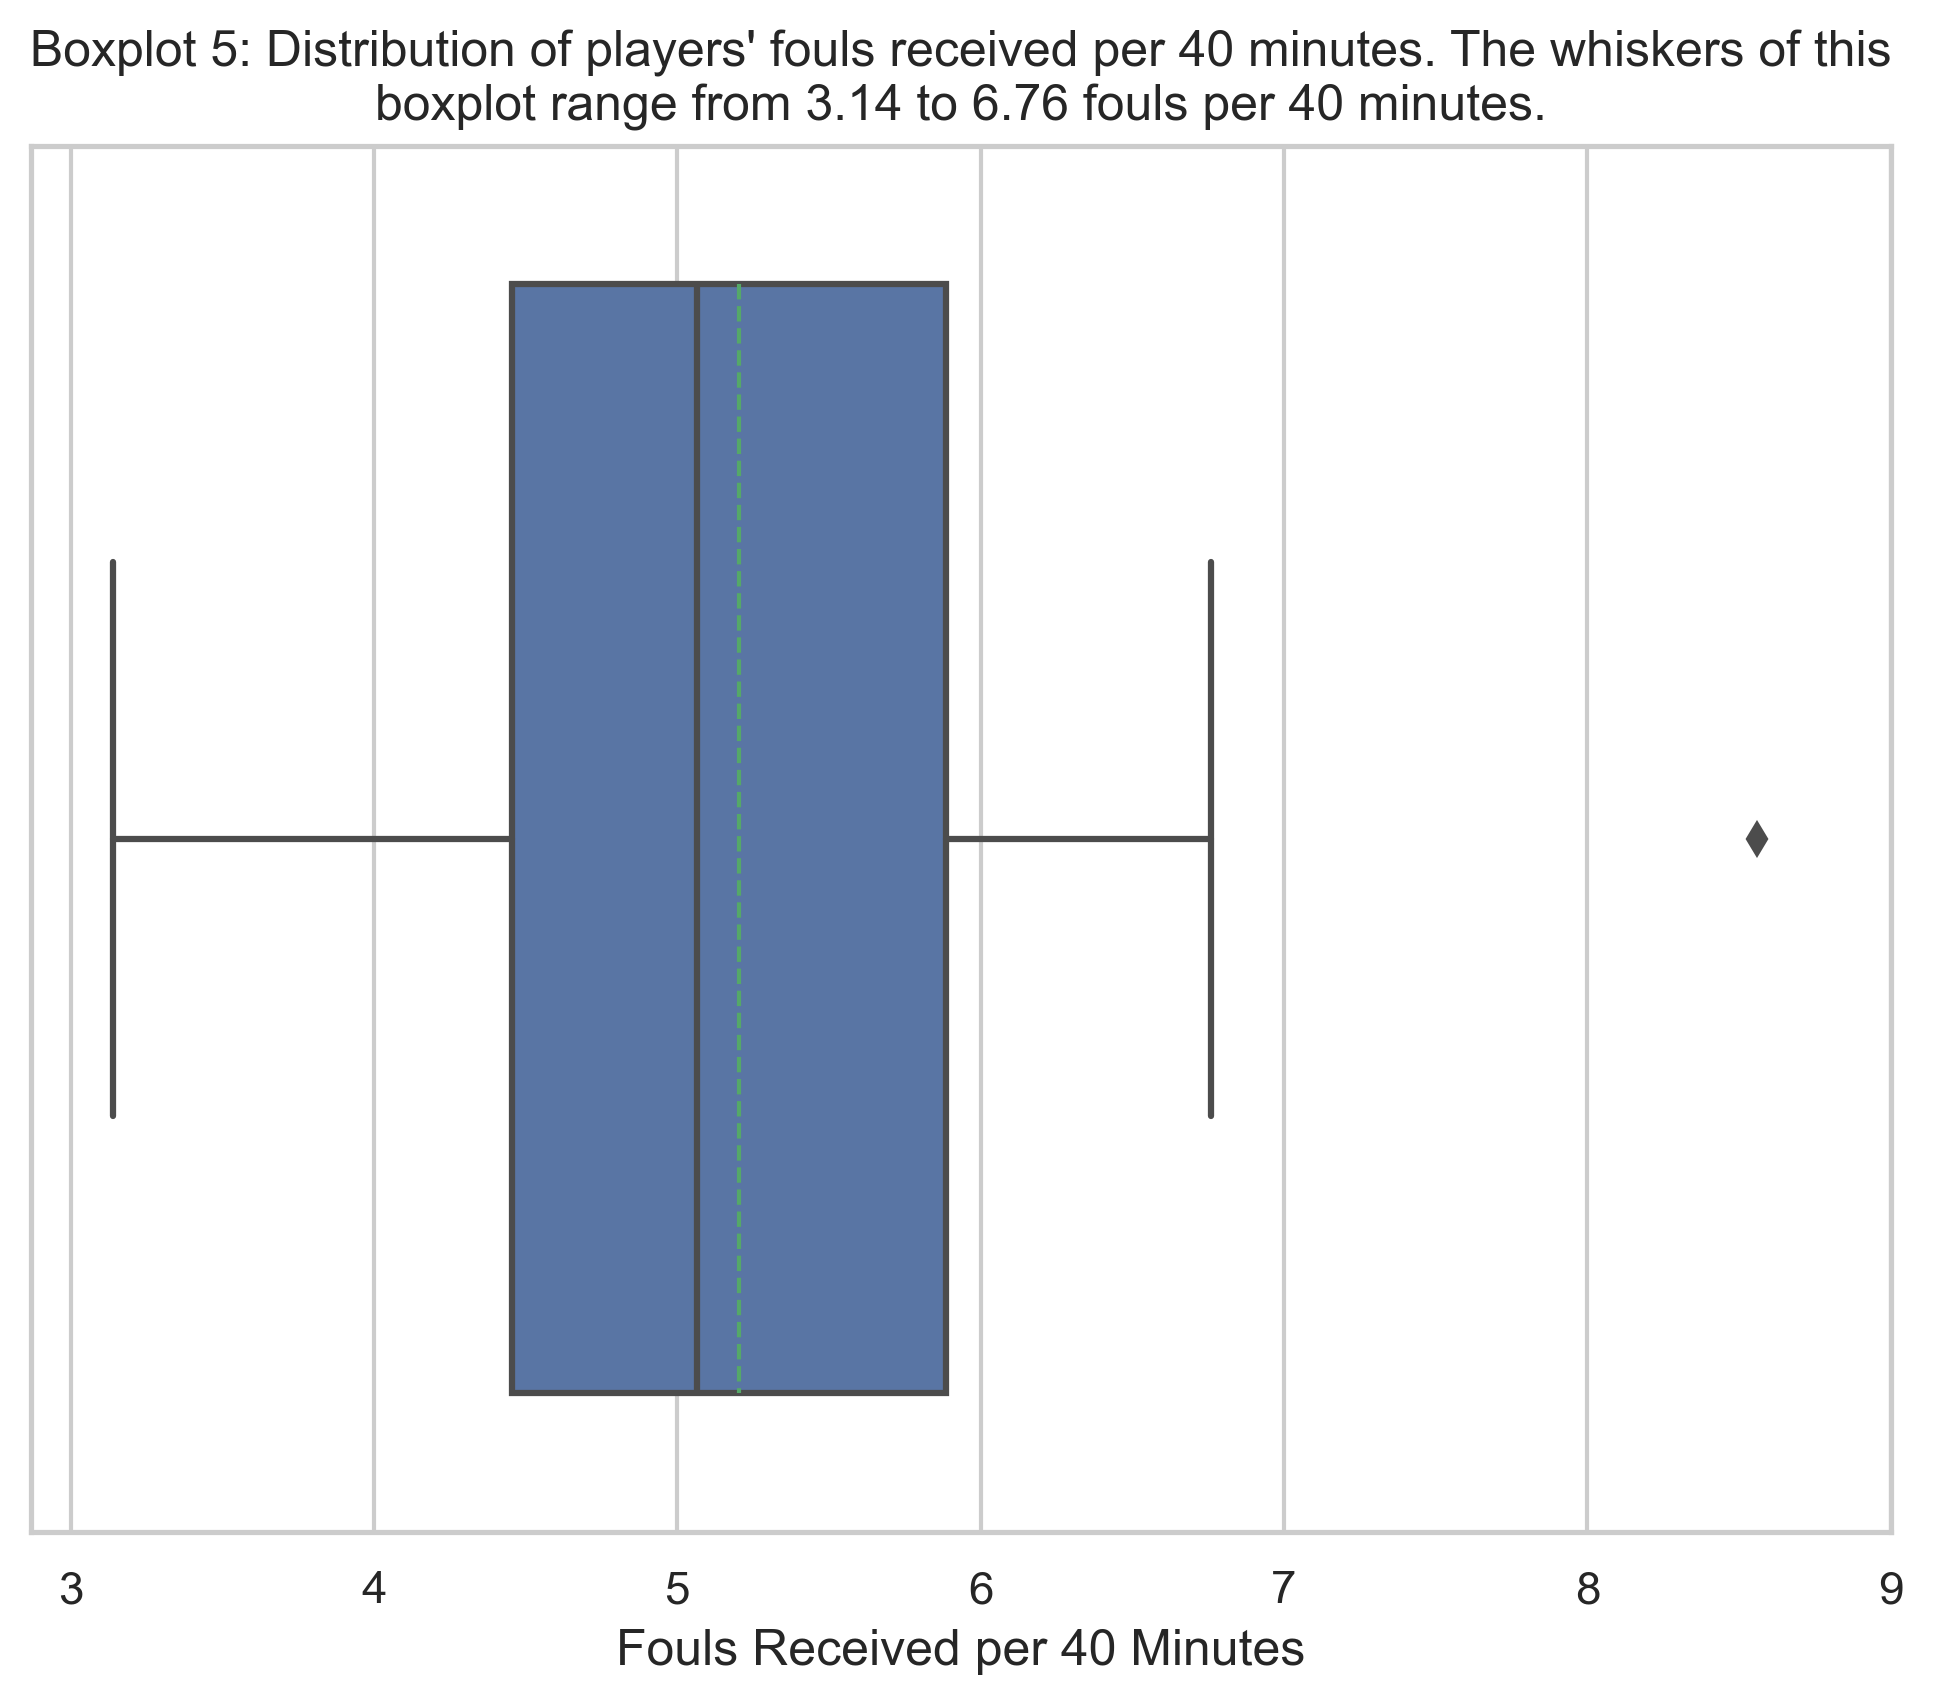 Boxplot 5: Distribution of players' fouls received per 40 minutes. The whiskers of this
boxplot range from 3.14 to 6.76 fouls per 40 minutes.
3 4 5 6 7 8 9
Fouls Received per 40 Minutes